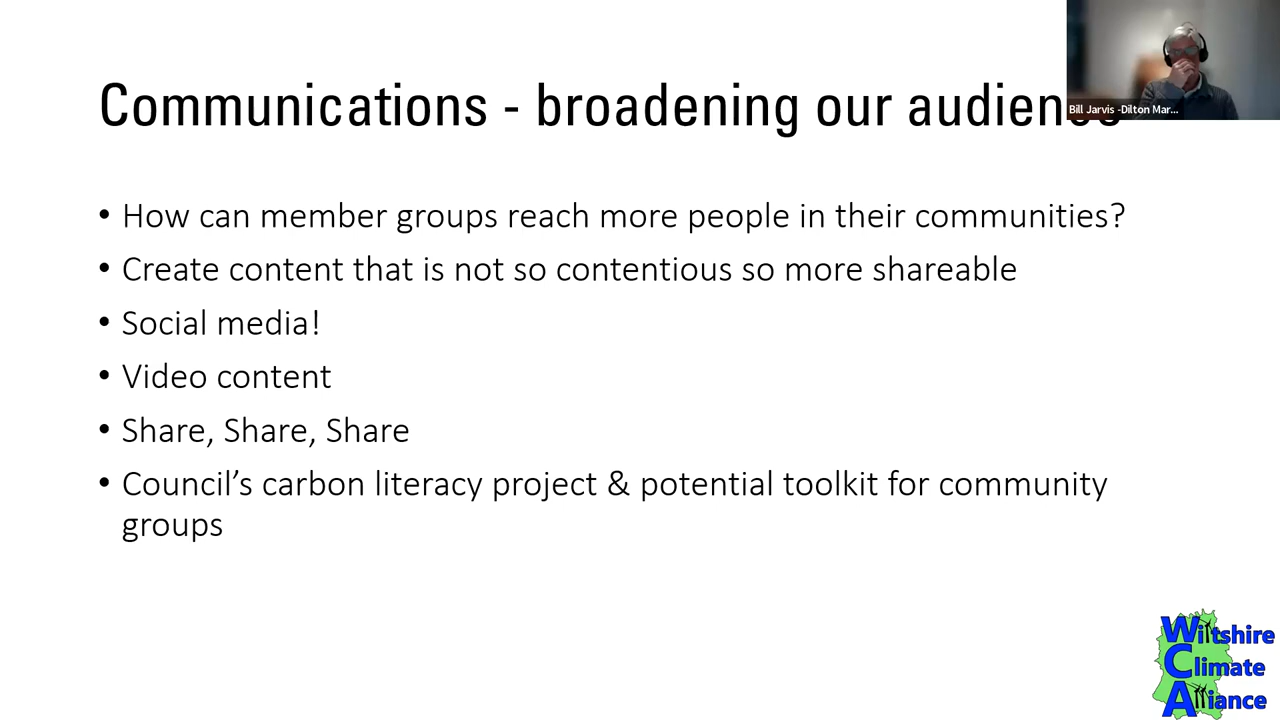 Communications - broadening our audience
Bill Jarvis -Dilton Mar...
• How can member groups reach more people in their communities?
• Create content that is not so contentious so more shareable
• Social media!
• Video content
• Share, Share, Share
• Council’s carbon literacy project & potential toolkit for community
groups
Wiltshire
Climate
Alliance